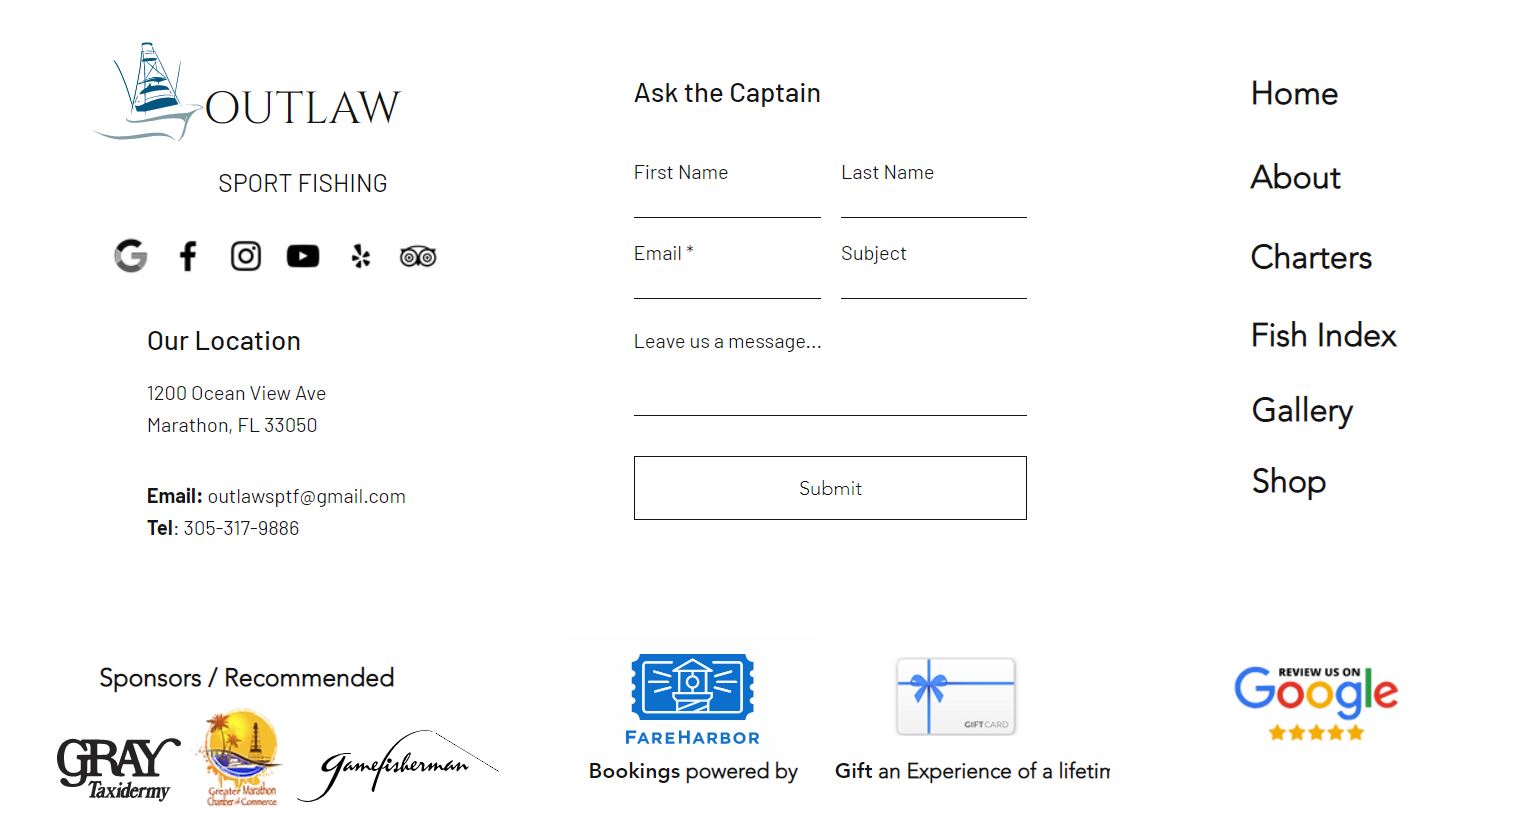 OUTLAW
SPORT FISHING
Our Location
1200 Ocean View Ave
Marathon, FL 33050
Email: outlawsptf@gmail.com
Tel: 305-317-9886
Ask the Captain
First Name
Last Name
Email *
Subject
Leave us a message...
Submit
Home
About
Charters
Fish Index
Gallery
Shop
Sponsors / Recommended
GRAY
Taxidermy
Greater Marathon
Chamber of Commerce
Gamefisherman
FAREHARBOR
Bookings powered by
GIFT CARD
Gift an Experience of a lifetim
REVIEW US ON
Google